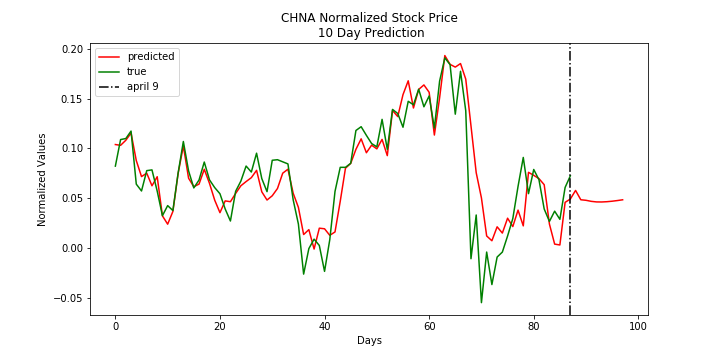 CHNA Normalized Stock Price
10 Day Prediction
predicted
true
april 9
Normalized Values
0.20
0.15
0.10
0.05
0.00
−0.05
0
20
40
60
80
100
Days